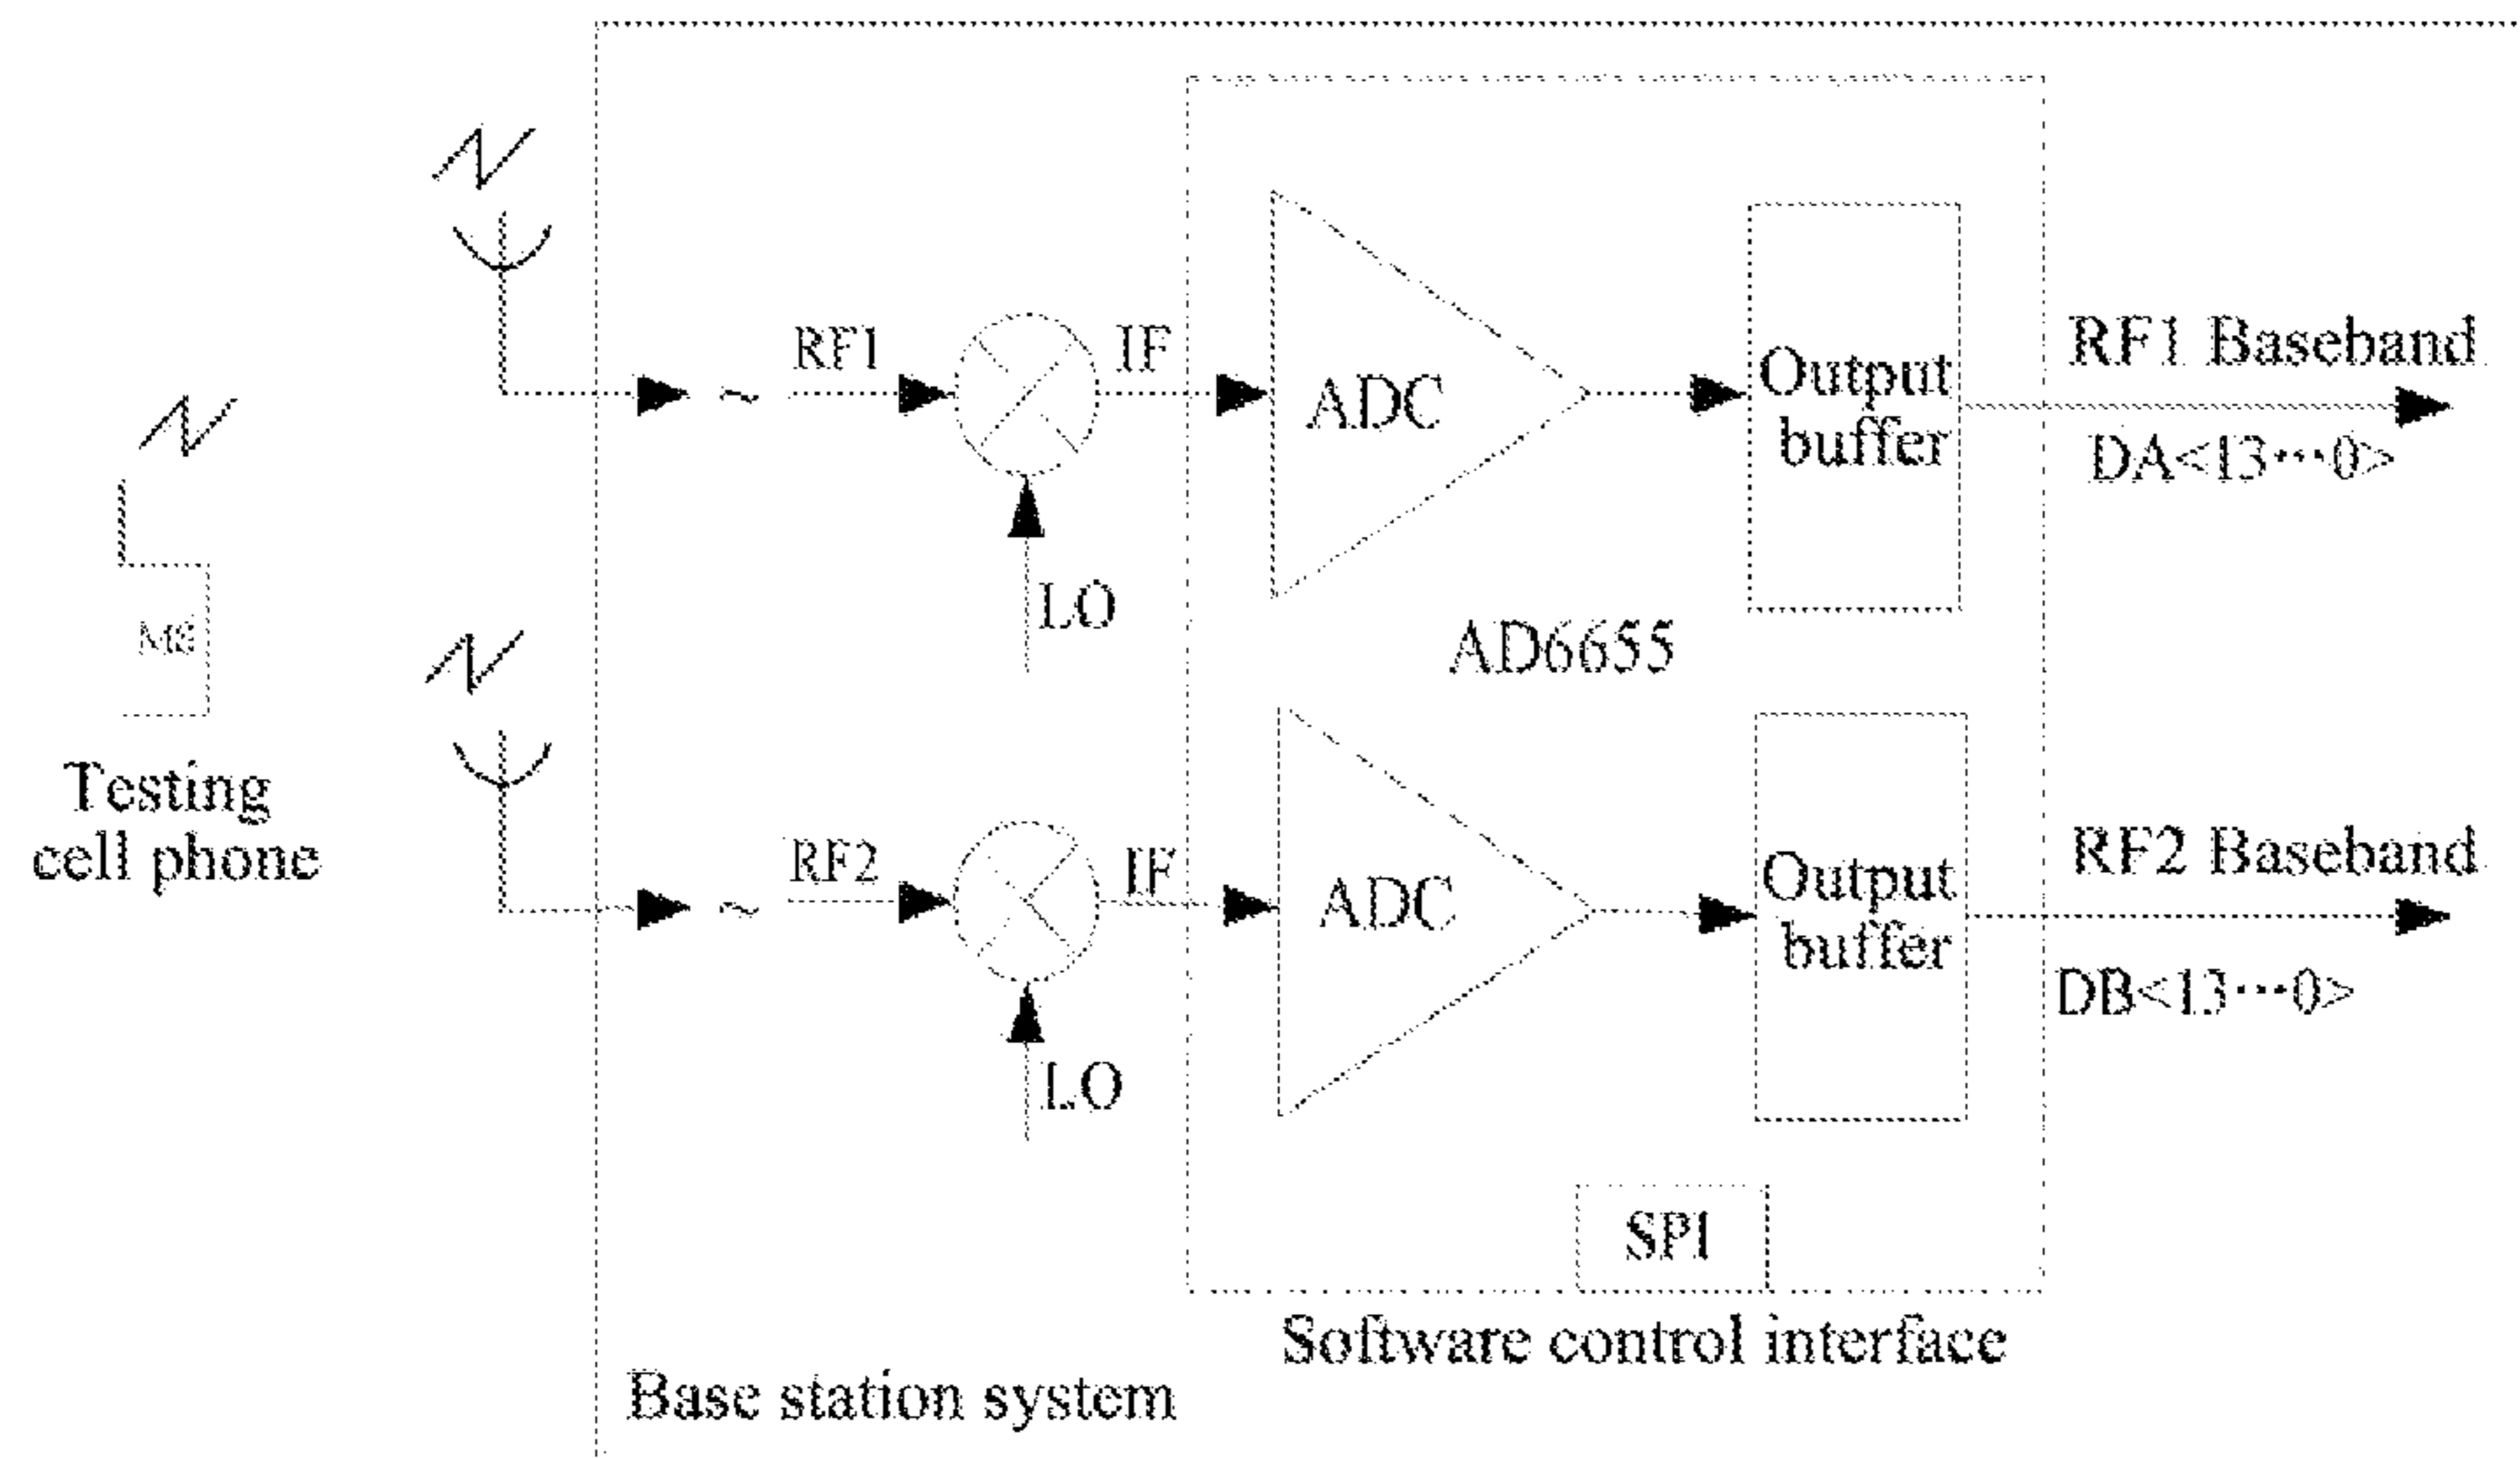 RF1
IF
ADC
Output
buffer
RF1 Baseband
DA<13···0>
LO
AD6655
MS
Testing
cell phone
RF2
IF
ADC
Output
buffer
RF2 Baseband
DB<13···0>
LO
SPI
Software control interface
Base station system